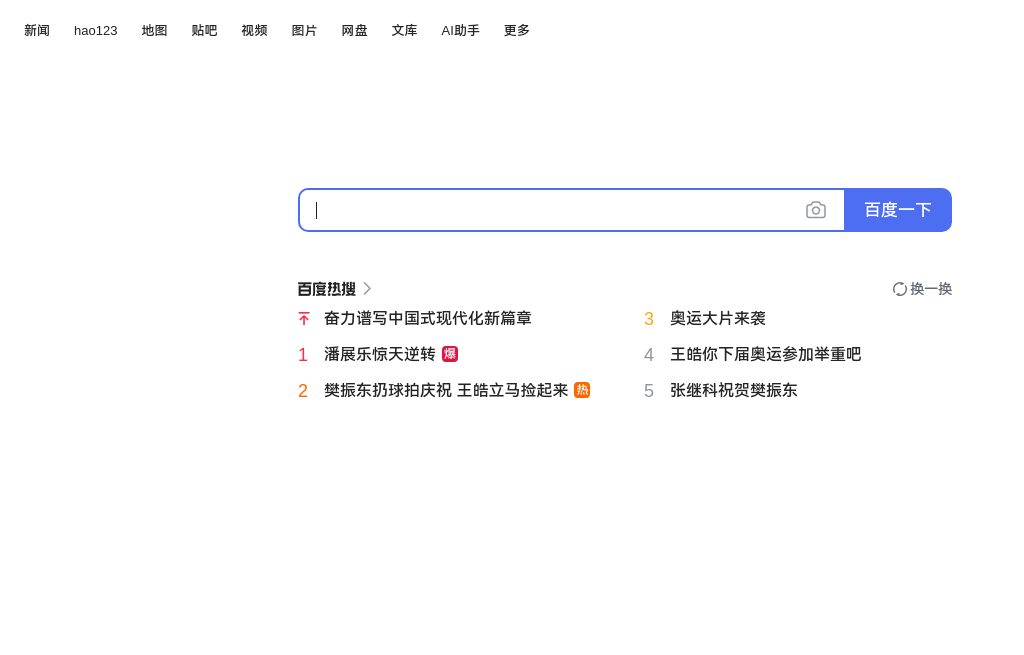 新闻 hao123 地图 贴吧 视频 图片 网盘 文库 AI助手 更多
百度一下
百度热搜 换一换
奋力谱写中国式现代化新篇章
1 潘展乐惊天逆转 爆
2 樊振东扔球拍庆祝 王皓立马捡起来 热
3 奥运大片来袭
4 王皓你下届奥运参加举重吧
5 张继科祝贺樊振东